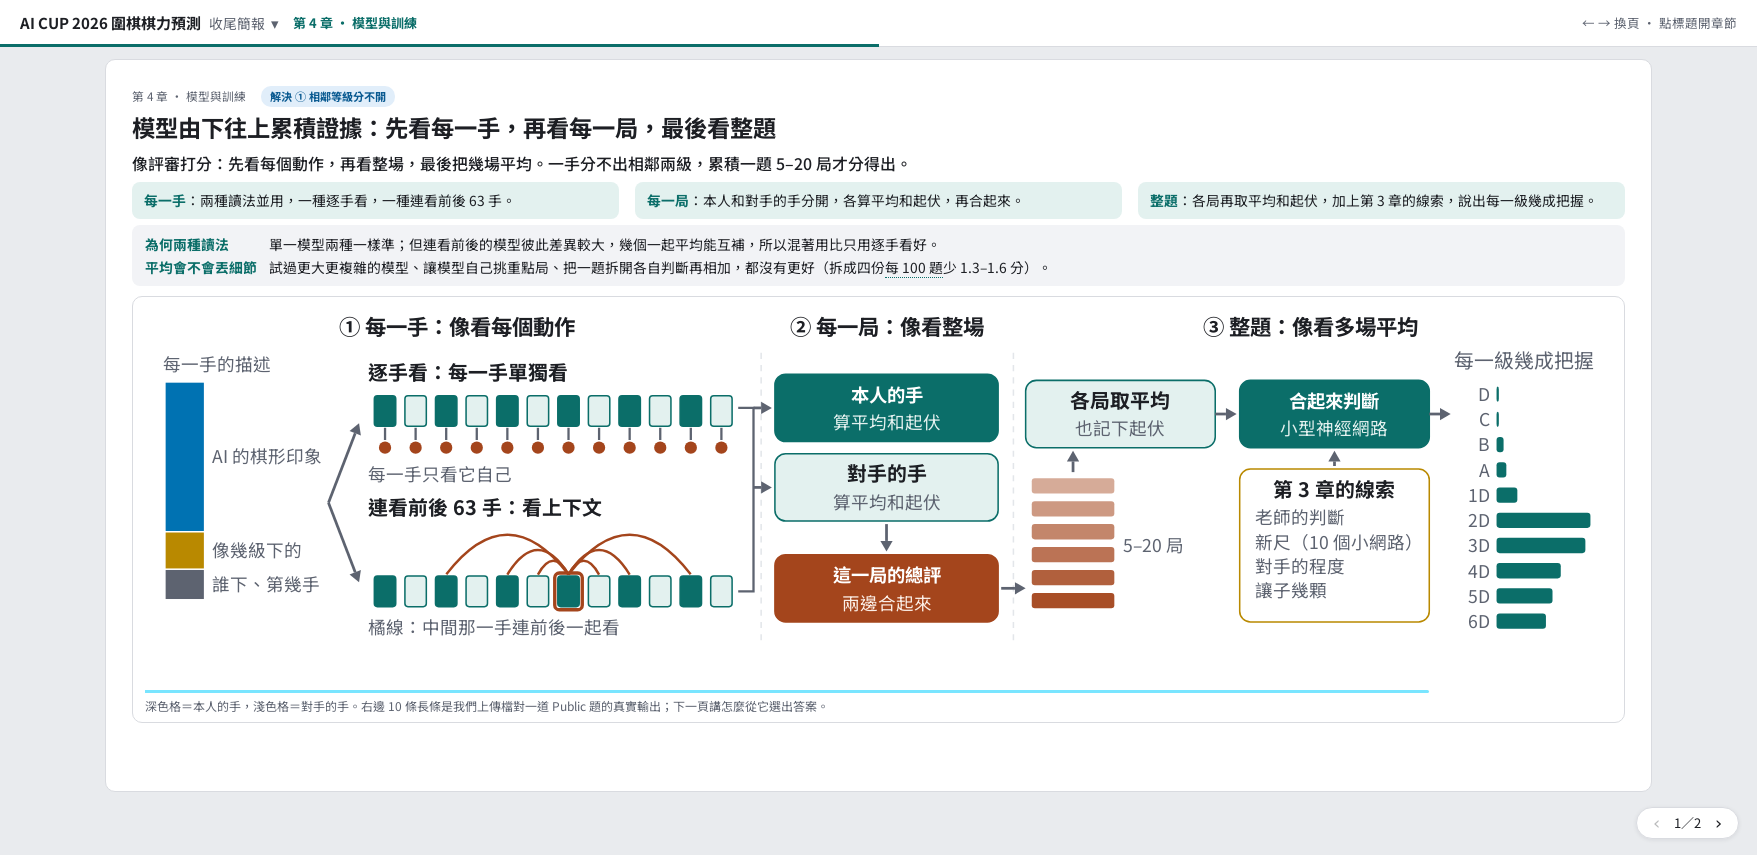 AI CUP 2026 圍棋棋力預測 收尾簡報 ▼ 第 4 章・模型與訓練
←→ 換頁・點標題開章節
第 4 章・模型與訓練 解決 ① 相鄰等級分不開
模型由下往上累積證據：先看每一手，再看每一局，最後看整題
像評審打分：先看每個動作，再看整場，最後把幾場平均。一手分不出相鄰兩級，累積一題 5–20 局才分得出。
每一手：兩種讀法並用，一種逐手看，一種連看前後 63 手。
每一局：本人和對手的手分開，各算平均和起伏，再合起來。
整題：各局再取平均和起伏，加上第 3 章的線索，說出每一級幾成把握。
為何兩種讀法 單一模型兩種一樣準；但連看前後的模型彼此差異較大，幾個一起平均能互補，所以混著用比只用逐手看好。
平均會不會丟細節 試過更大更複雜的模型、讓模型自己挑重點局、把一題拆開各自判斷再相加，都沒有更好（拆成四份每 100 題少 1.3–1.6 分）。
① 每一手：像看每個動作
每一手的描述
AI 的棋形印象
像幾級下的
誰下、第幾手
逐手看：每一手單獨看
每一手只看它自己
連看前後 63 手：看上下文
橘線：中間那一手連前後一起看
② 每一局：像看整場
本人的手
算平均和起伏
對手的手
算平均和起伏
這一局的總評
兩邊合起來
③ 整題：像看多場平均
各局取平均
也記下起伏
5–20 局
合起來判斷
小型神經網路
第 3 章的線索
老師的判斷
新尺（10 個小網路）
對手的程度
讓子幾顆
每一級幾成把握
D
C
B
A
1D
2D
3D
4D
5D
6D
深色格＝本人的手，淺色格＝對手的手。右邊 10 條長條是我們上傳檔對一道 Public 題的真實輸出；下一頁講怎麼從它選出答案。
‹ 1／2 ›